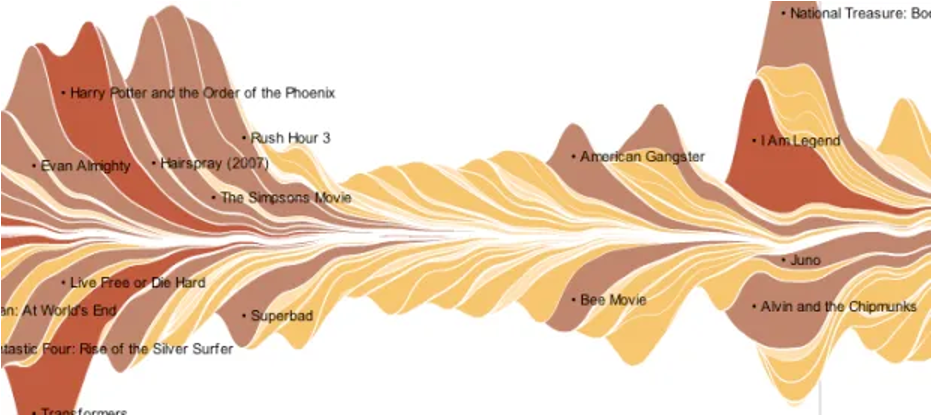 • National Treasure: Boo
• Harry Potter and the Order of the Phoenix
• Rush Hour 3
• I Am Legend
• American Gangster
• Evan Almighty
• Hairspray (2007)
• The Simpsons Movie
• Juno
• Live Free or Die Hard
• Bee Movie
• Alvin and the Chipmunks
an: At World's End
• Superbad
tastic Four: Rise of the Silver Surfer
• Transformers